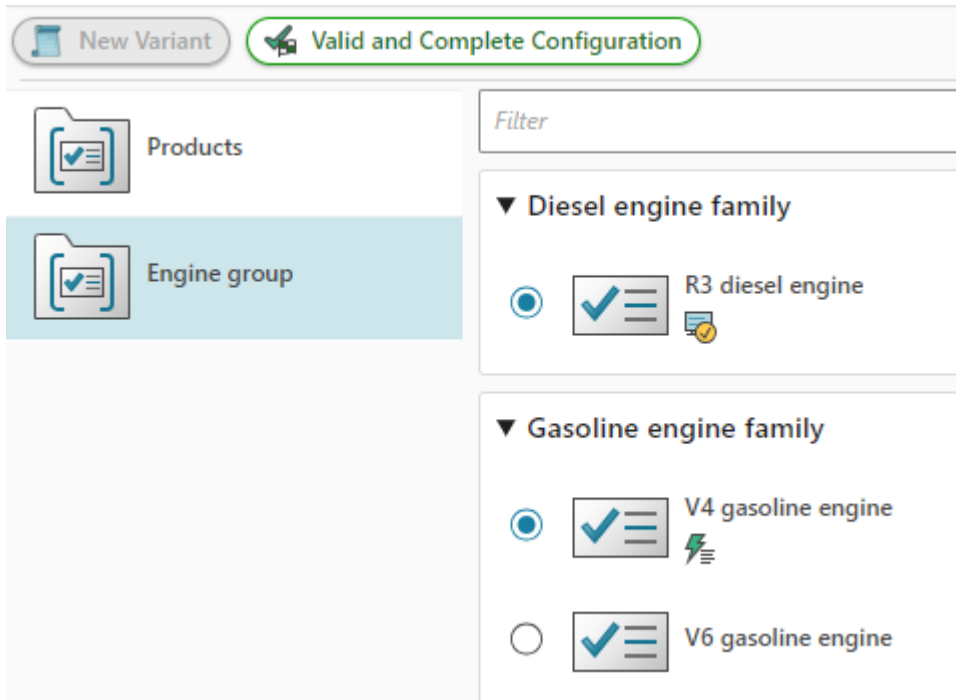 New Variant
Valid and Complete Configuration
Products
Engine group
Filter
Diesel engine family
R3 diesel engine
Gasoline engine family
V4 gasoline engine
V6 gasoline engine